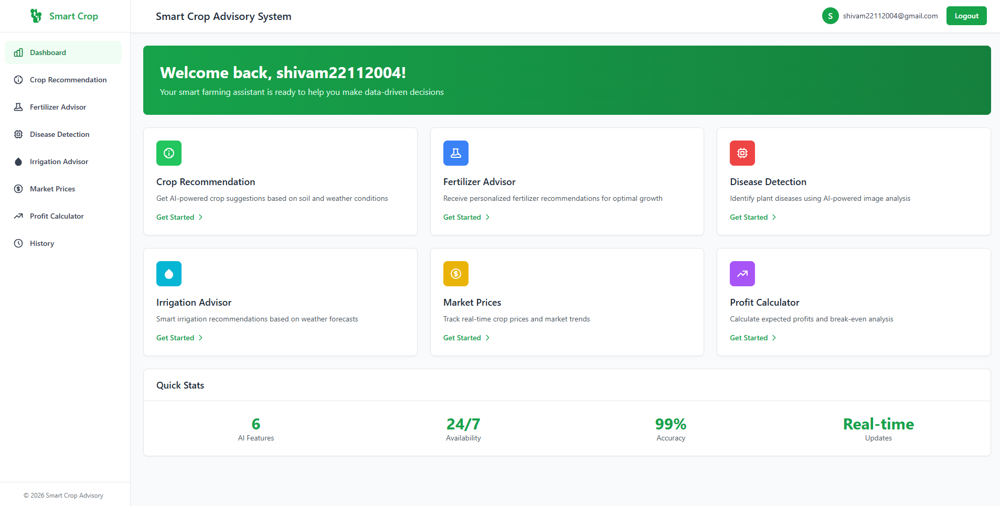 Smart Crop
Dashboard
Crop Recommendation
Fertilizer Advisor
Disease Detection
Irrigation Advisor
Market Prices
Profit Calculator
History
© 2026 Smart Crop Advisory
Smart Crop Advisory System
S
shivam22112004@gmail.com
Logout
Welcome back, shivam22112004!
Your smart farming assistant is ready to help you make data-driven decisions
Crop Recommendation
Get AI-powered crop suggestions based on soil and weather conditions
Get Started
Fertilizer Advisor
Receive personalized fertilizer recommendations for optimal growth
Get Started
Disease Detection
Identify plant diseases using AI-powered image analysis
Get Started
Irrigation Advisor
Smart irrigation recommendations based on weather forecasts
Get Started
Market Prices
Track real-time crop prices and market trends
Get Started
Profit Calculator
Calculate expected profits and break-even analysis
Get Started
Quick Stats
6
AI Features
24/7
Availability
99%
Accuracy
Real-time
Updates